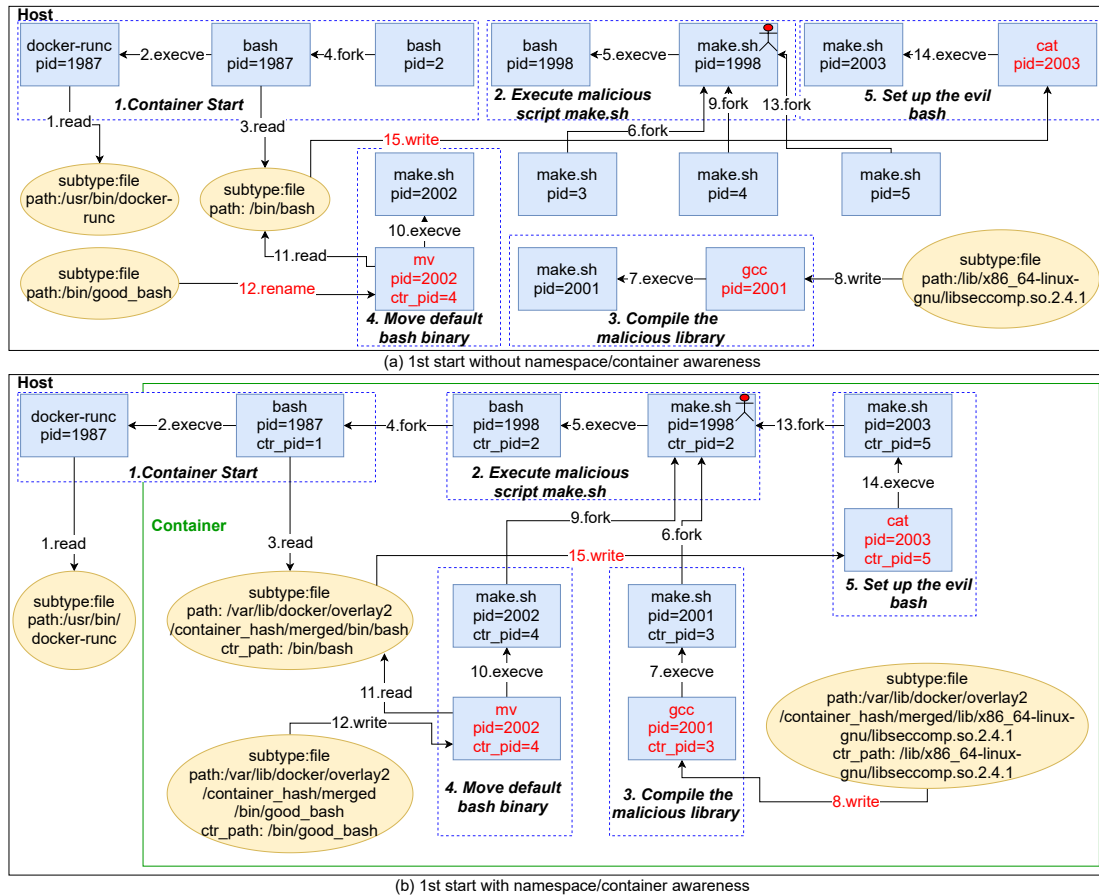 Host
docker-runc
pid=1987
2.execve
bash
pid=1987
4.fork
bash
pid=2
1.Container Start
bash
pid=1998
5.execve
make.sh
pid=1998
2. Execute malicious
script make.sh
make.sh
pid=2003
14.execve
cat
pid=2003
5. Set up the evil
bash
1.read
3.read
15.write
6.fork
9.fork
13.fork
subtype:file
path:/usr/bin/docker-
runc
subtype:file
path: /bin/bash
make.sh
pid=2002
make.sh
pid=3
make.sh
pid=4
make.sh
pid=5
10.execve
11.read
subtype:file
path:/bin/good_bash
12.rename
mv
pid=2002
ctr_pid=4
4. Move default
bash binary
make.sh
pid=2001
7.execve
gcc
pid=2001
8.write
3. Compile the
malicious library
subtype:file
path:/lib/x86_64-linux-
gnu/libseccomp.so.2.4.1
(a) 1st start without namespace/container awareness
Host
docker-runc
pid=1987
2.execve
bash
pid=1987
ctr_pid=1
4.fork
bash
pid=1998
ctr_pid=2
5.execve
make.sh
pid=1998
ctr_pid=2
13.fork
make.sh
pid=2003
ctr_pid=5
1.Container Start
2. Execute malicious
script make.sh
14.execve
Container
9.fork
6.fork
cat
pid=2003
ctr_pid=5
1.read
3.read
15.write
5. Set up the evil
bash
subtype:file
path:/usr/bin/
docker-runc
subtype:file
path: /var/lib/docker/overlay2
/container_hash/merged/bin/bash
ctr_path: /bin/bash
make.sh
pid=2002
ctr_pid=4
make.sh
pid=2001
ctr_pid=3
11.read
10.execve
7.execve
12.write
mv
pid=2002
ctr_pid=4
gcc
pid=2001
ctr_pid=3
subtype:file
path:/var/lib/docker/overlay2
/container_hash/merged/lib/x86_64-linux-
gnu/libseccomp.so.2.4.1
ctr_path: /lib/x86_64-linux-
gnu/libseccomp.so.2.4.1
subtype:file
path:/var/lib/docker/overlay2
/container_hash/merged
/bin/good_bash
ctr_path: /bin/good_bash
4. Move default
bash binary
3. Compile the
malicious library
8.write
(b) 1st start with namespace/container awareness